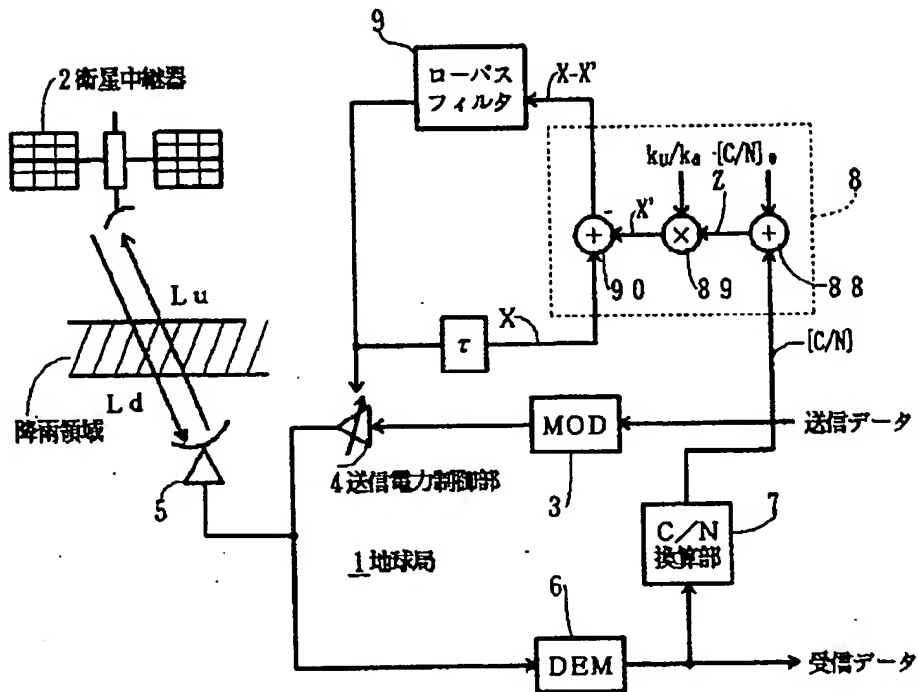 9
ローパス
フィルタ
X-X'
2衛星中継器
ku/ka
-[C/N]。
8
Z
X'
+
×
+
-
90
89
88
Lu
X
τ
[C/N]
Ld
降雨領域
MOD
送信データ
4送信電力制御部
3
5
7
C/N
換算部
1地球局
6
DEM
受信データ